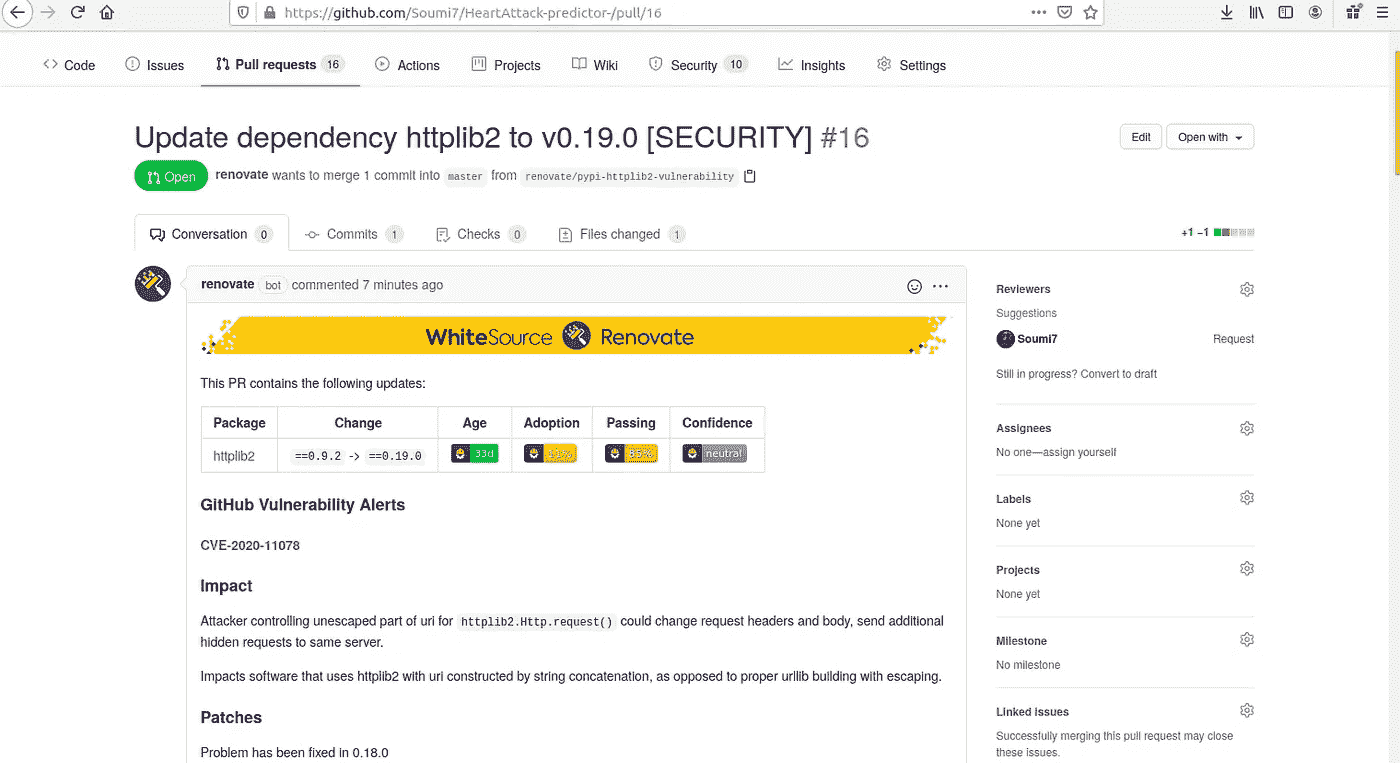 https://github.com/Soumi7/HeartAttack-predictor-/pull/16
Code Issues Pull requests 16 Actions Projects Wiki Security 10 Insights Settings
Update dependency httplib2 to v0.19.0 [SECURITY] #16
Edit Open with
Open renovate wants to merge 1 commit into master from renovate/pypi-httplib2-vulnerability
Conversation 0 Commits 1 Checks 0 Files changed 1
+1 −1
renovate bot commented 7 minutes ago
WhiteSource Renovate
This PR contains the following updates:
Package Change Age Adoption Passing Confidence
httplib2 ==0.9.2 -> ==0.19.0 33d neutral
GitHub Vulnerability Alerts
CVE-2020-11078
Impact
Attacker controlling unescaped part of uri for httplib2.Http.request() could change request headers and body, send additional
hidden requests to same server.
Impacts software that uses httplib2 with uri constructed by string concatenation, as opposed to proper urllib building with escaping.
Patches
Problem has been fixed in 0.18.0
Reviewers
Suggestions
Soumi7 Request
Still in progress? Convert to draft
Assignees
No one—assign yourself
Labels
None yet
Projects
None yet
Milestone
No milestone
Linked issues
Successfully merging this pull request may close
these issues.